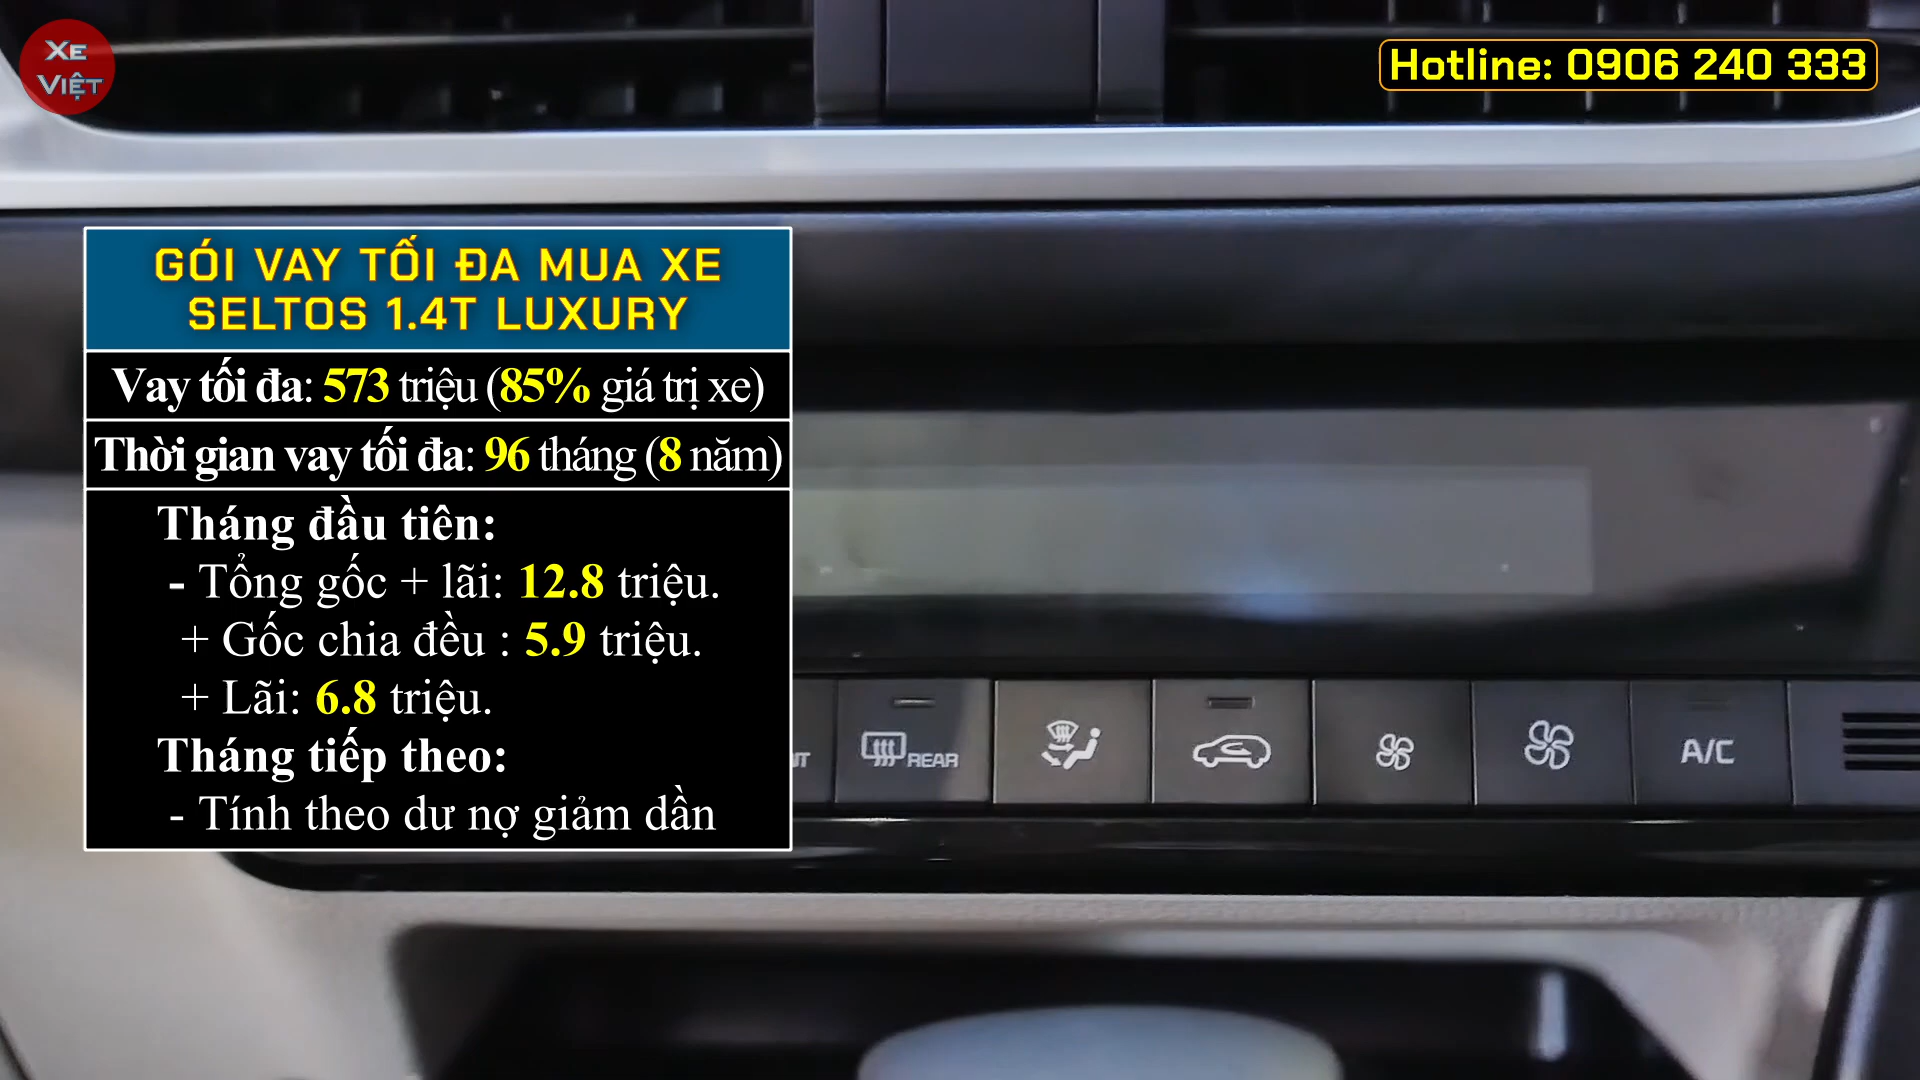 XE
VIỆT
Hotline: 0906 240 333
GÓI VAY TỐI ĐA MUA XE
SELTOS 1.4T LUXURY
Vay tối đa: 573 triệu (85% giá trị xe)
Thời gian vay tối đa: 96 tháng (8 năm)
Tháng đầu tiên:
- Tổng gốc + lãi: 12.8 triệu.
+ Gốc chia đều : 5.9 triệu.
+ Lãi: 6.8 triệu.
Tháng tiếp theo:
- Tính theo dư nợ giảm dần
REAR
A/C